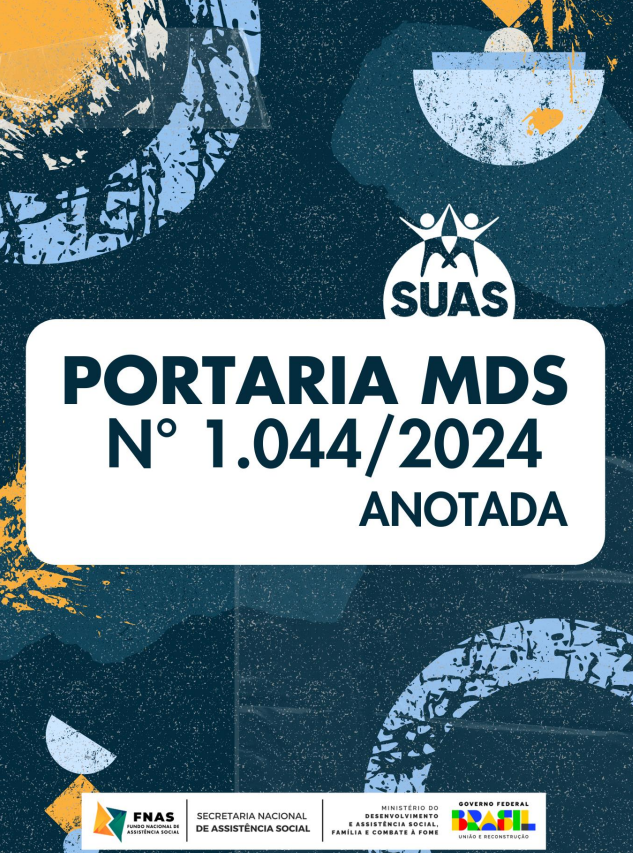 SUAS
PORTARIA MDS
N° 1.044/2024
ANOTADA
FNAS
FUNDO NACIONAL DE
ASSISTÊNCIA SOCIAL
SECRETARIA NACIONAL
DE ASSISTÊNCIA SOCIAL
MINISTÉRIO DO
DESENVOLVIMENTO
E ASSISTÊNCIA SOCIAL,
FAMÍLIA E COMBATE À FOME
GOVERNO FEDERAL
BRASIL
UNIÃO E RECONSTRUÇÃO